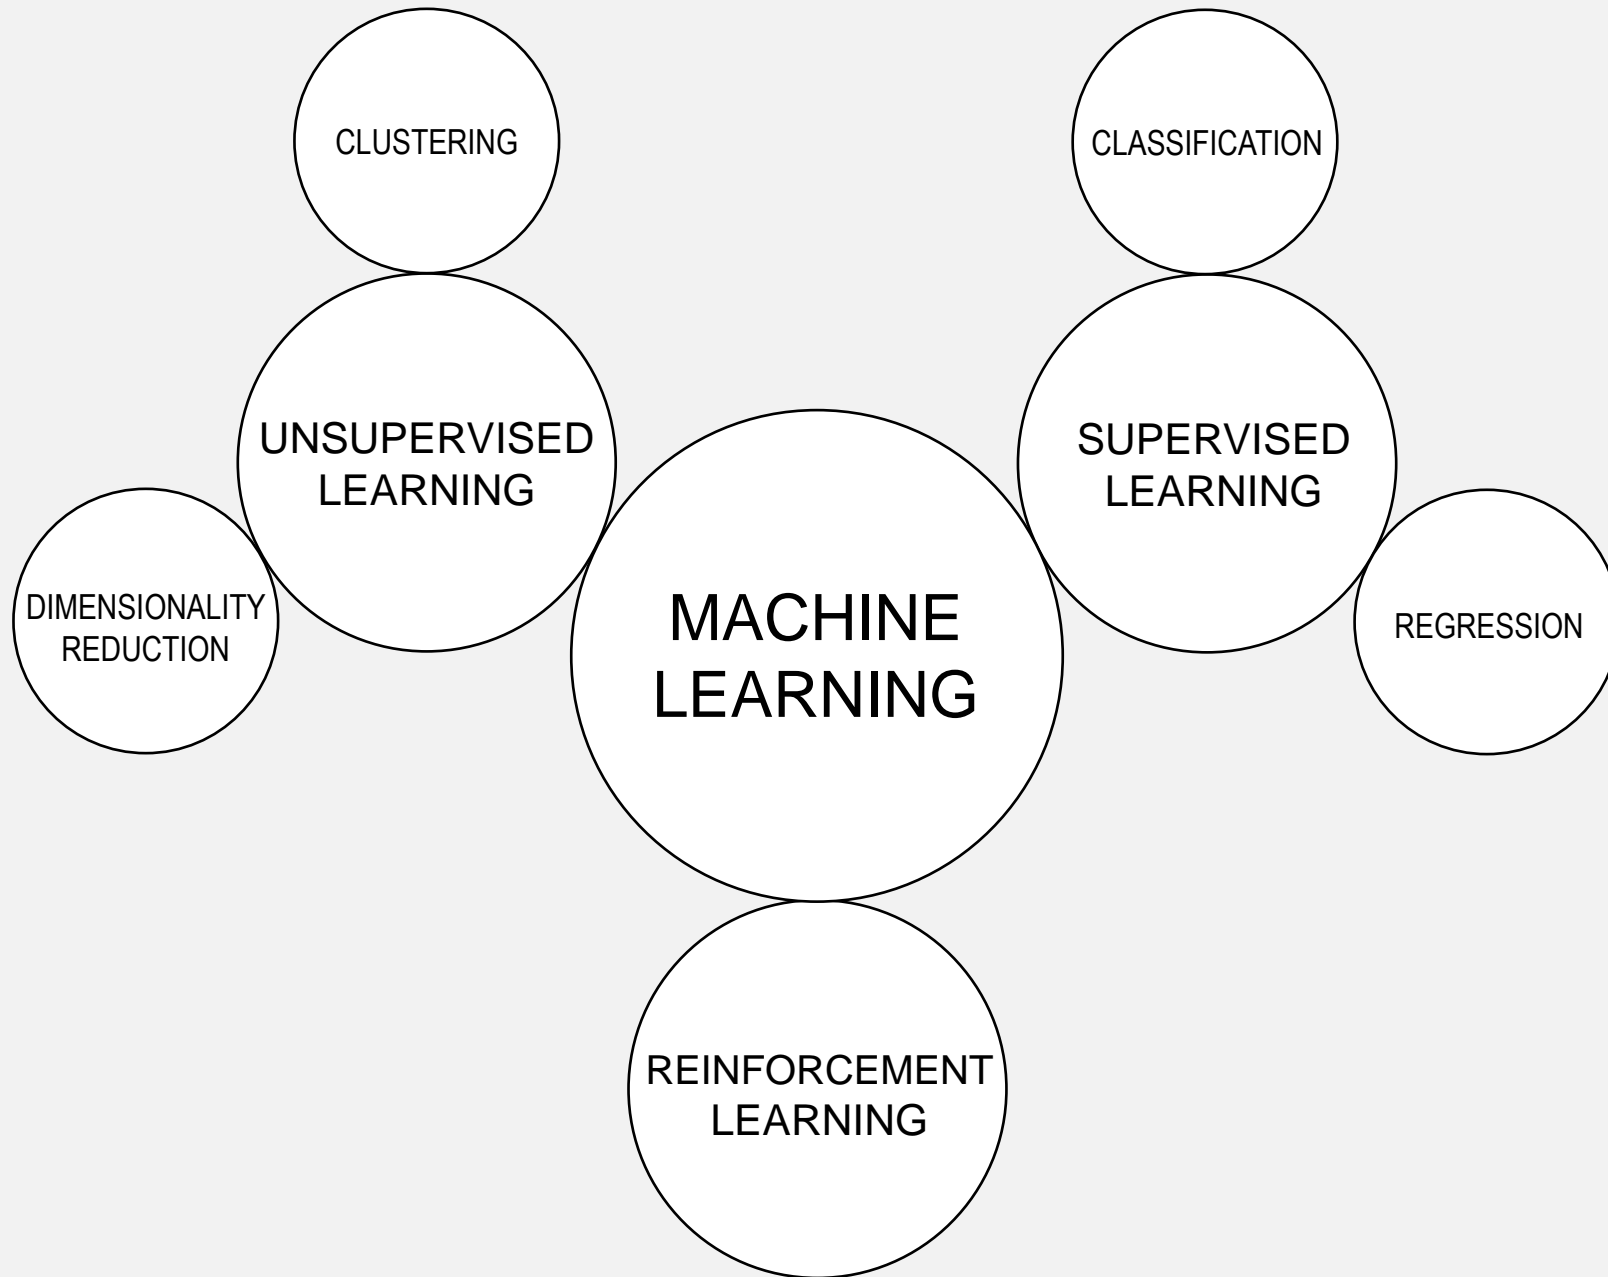 CLUSTERING
CLASSIFICATION
UNSUPERVISED
LEARNING
SUPERVISED
LEARNING
DIMENSIONALITY
REDUCTION
MACHINE
LEARNING
REGRESSION
REINFORCEMENT
LEARNING